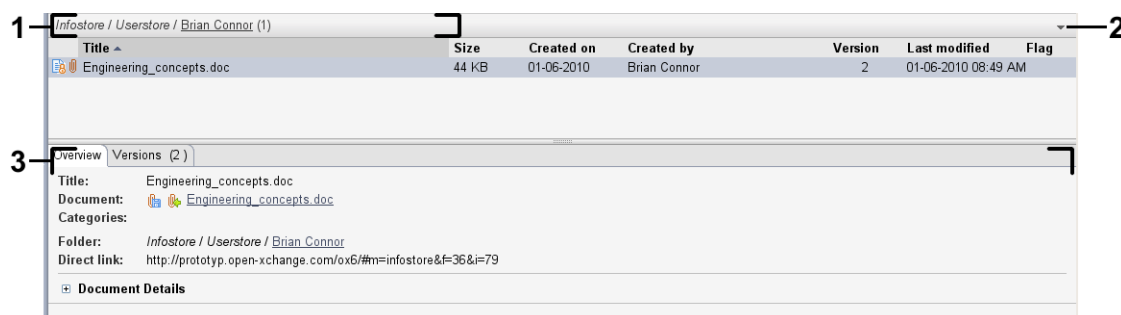 1 Infostore / Userstore / Brian Connor (1) 2
Title Size Created on Created by Version Last modified Flag
Engineering_concepts.doc 44 KB 01-06-2010 Brian Connor 2 01-06-2010 08:49 AM
3 Overview Versions (2)
Title: Engineering_concepts.doc
Document: Engineering_concepts.doc
Categories:
Folder: Infostore / Userstore / Brian Connor
Direct link: http://prototyp.open-xchange.com/ox6/#m=infostore&f=36&i=79
Document Details